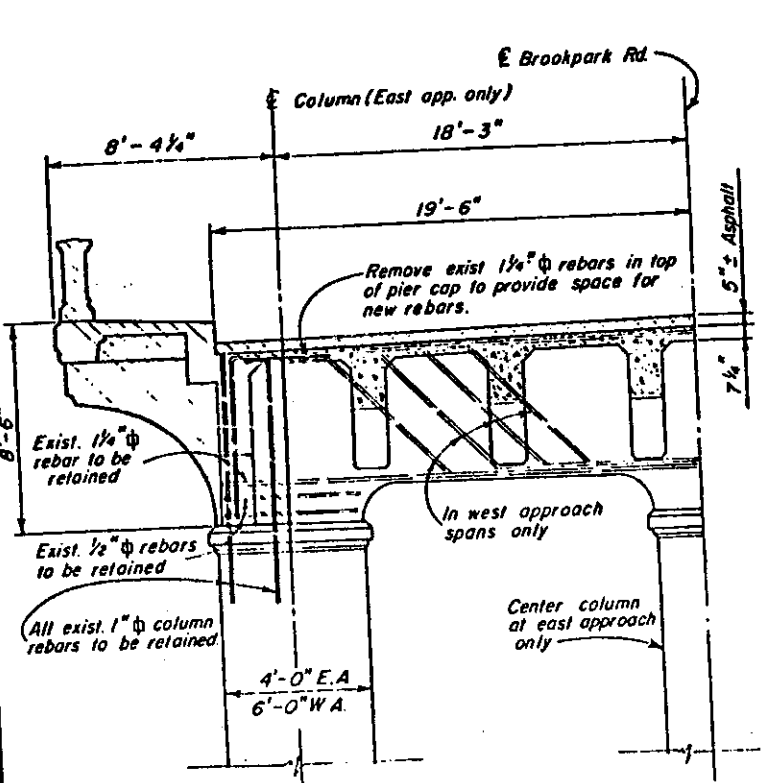 ℄ Brookpark Rd.
℄ Column (East app. only)
8'-4¼"
18'-3"
19'-6"
5"± Asphalt
7¼"
Remove exist 1¼"ɸ rebars in top
of pier cap to provide space for
new rebars.
8'-6"
Exist. 1¼"ɸ
rebar to be
retained
In west approach
spans only
Exist. ½"ɸ rebars
to be retained
All exist. 1"ɸ column
rebars to be retained.
Center column
at east approach
only
4'-0" E.A
6'-0" W.A.